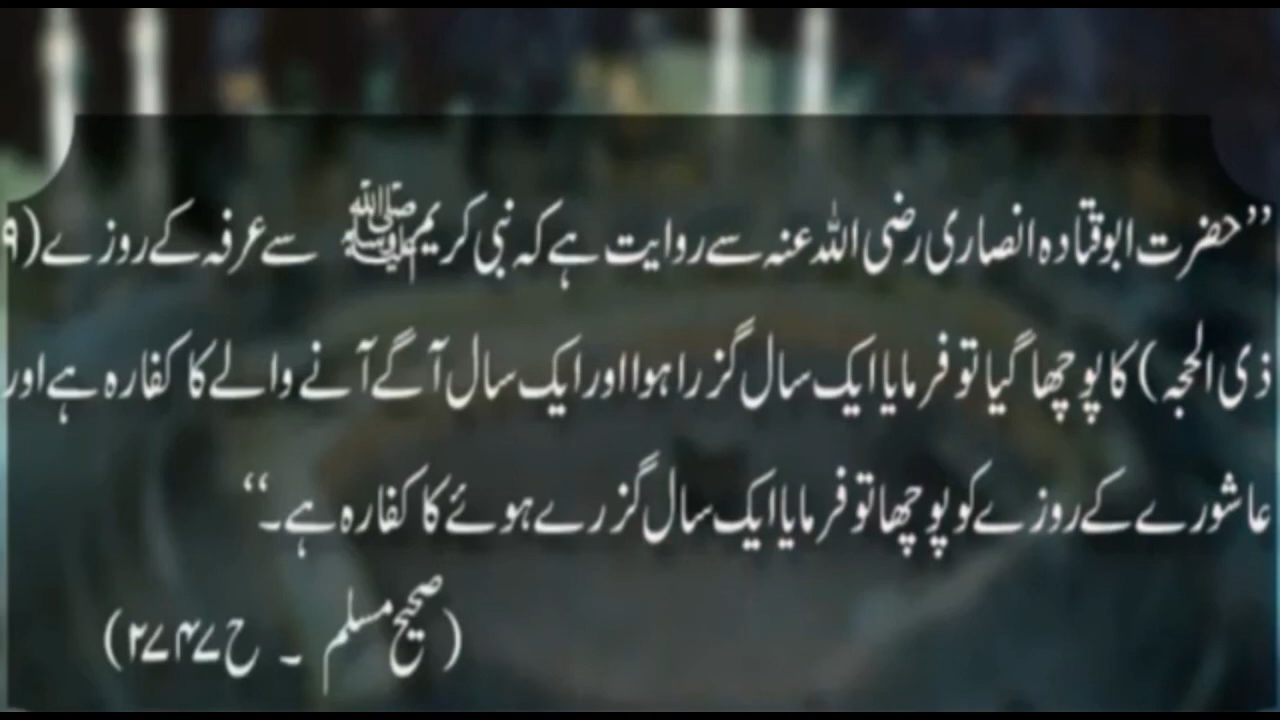 ”حضرت ابوقتادہ انصاری رضی اللہ عنہ سے روایت ہے کہ نبی کریم ﷺ سے عرفہ کے روزے (۹
ذی الحجہ) کا پوچھا گیا تو فرمایا ایک سال گزرا ہوا اور ایک سال آگے آنے والے کا کفارہ ہے اور
عاشورے کے روزے کو پوچھا تو فرمایا ایک سال گزرے ہوئے کا کفارہ ہے۔“
(صحیح مسلم ۔ ح ۲۷۴۷)